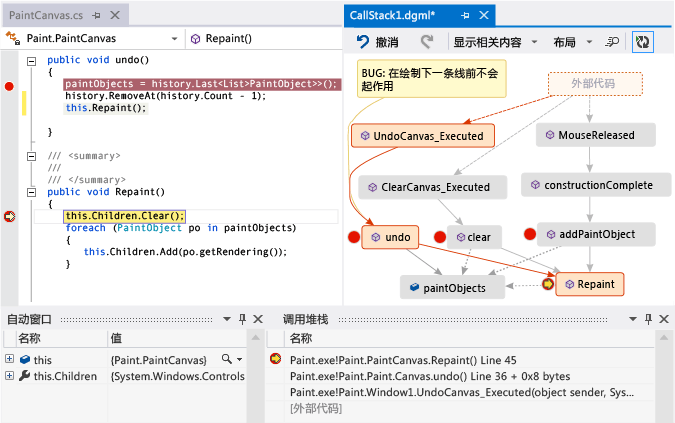 PaintCanvas.cs
Paint.PaintCanvas
Repaint()
public void undo()
{
paintObjects = history.Last<List>PaintObject>>();
history.RemoveAt(history.Count - 1);
this.Repaint();
}
/// <summary>
///
/// </summary>
public void Repaint()
{
this.Children.Clear();
foreach (PaintObject po in paintObjects)
{
this.Children.Add(po.getRendering());
}
CallStack1.dgml*
撤消
显示相关内容
布局
BUG: 在绘制下一条线前不会
起作用
外部代码
UndoCanvas_Executed
MouseReleased
ClearCanvas_Executed
constructionComplete
undo
clear
addPaintObject
paintObjects
Repaint
自动窗口
名称
值
this
{Paint.PaintCanvas}
this.Children
{System.Windows.Controls
调用堆栈
名称
Paint.exe!Paint.PaintCanvas.Repaint() Line 45
Paint.exe!Paint.Paint.Canvas.undo() Line 36 + 0x8 bytes
Paint.exe!Paint.Window1.UndoCanvas_Executed(object sender, Sys...
[外部代码]